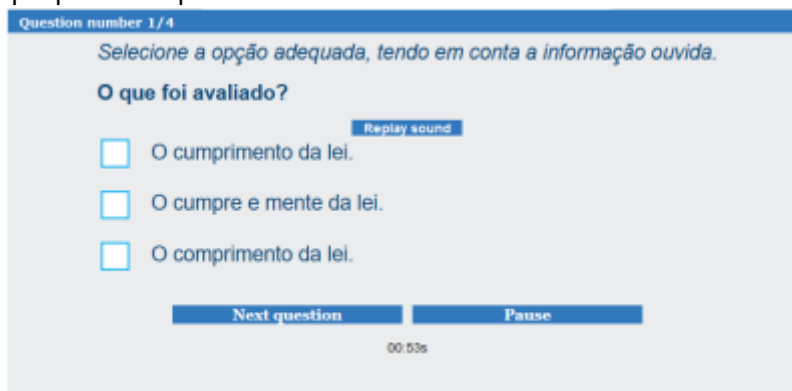 Question number 1/4
Selecione a opção adequada, tendo em conta a informação ouvida.
O que foi avaliado?
Replay sound
O cumprimento da lei.
O cumpre e mente da lei.
O comprimento da lei.
Next question
Pause
00:53s